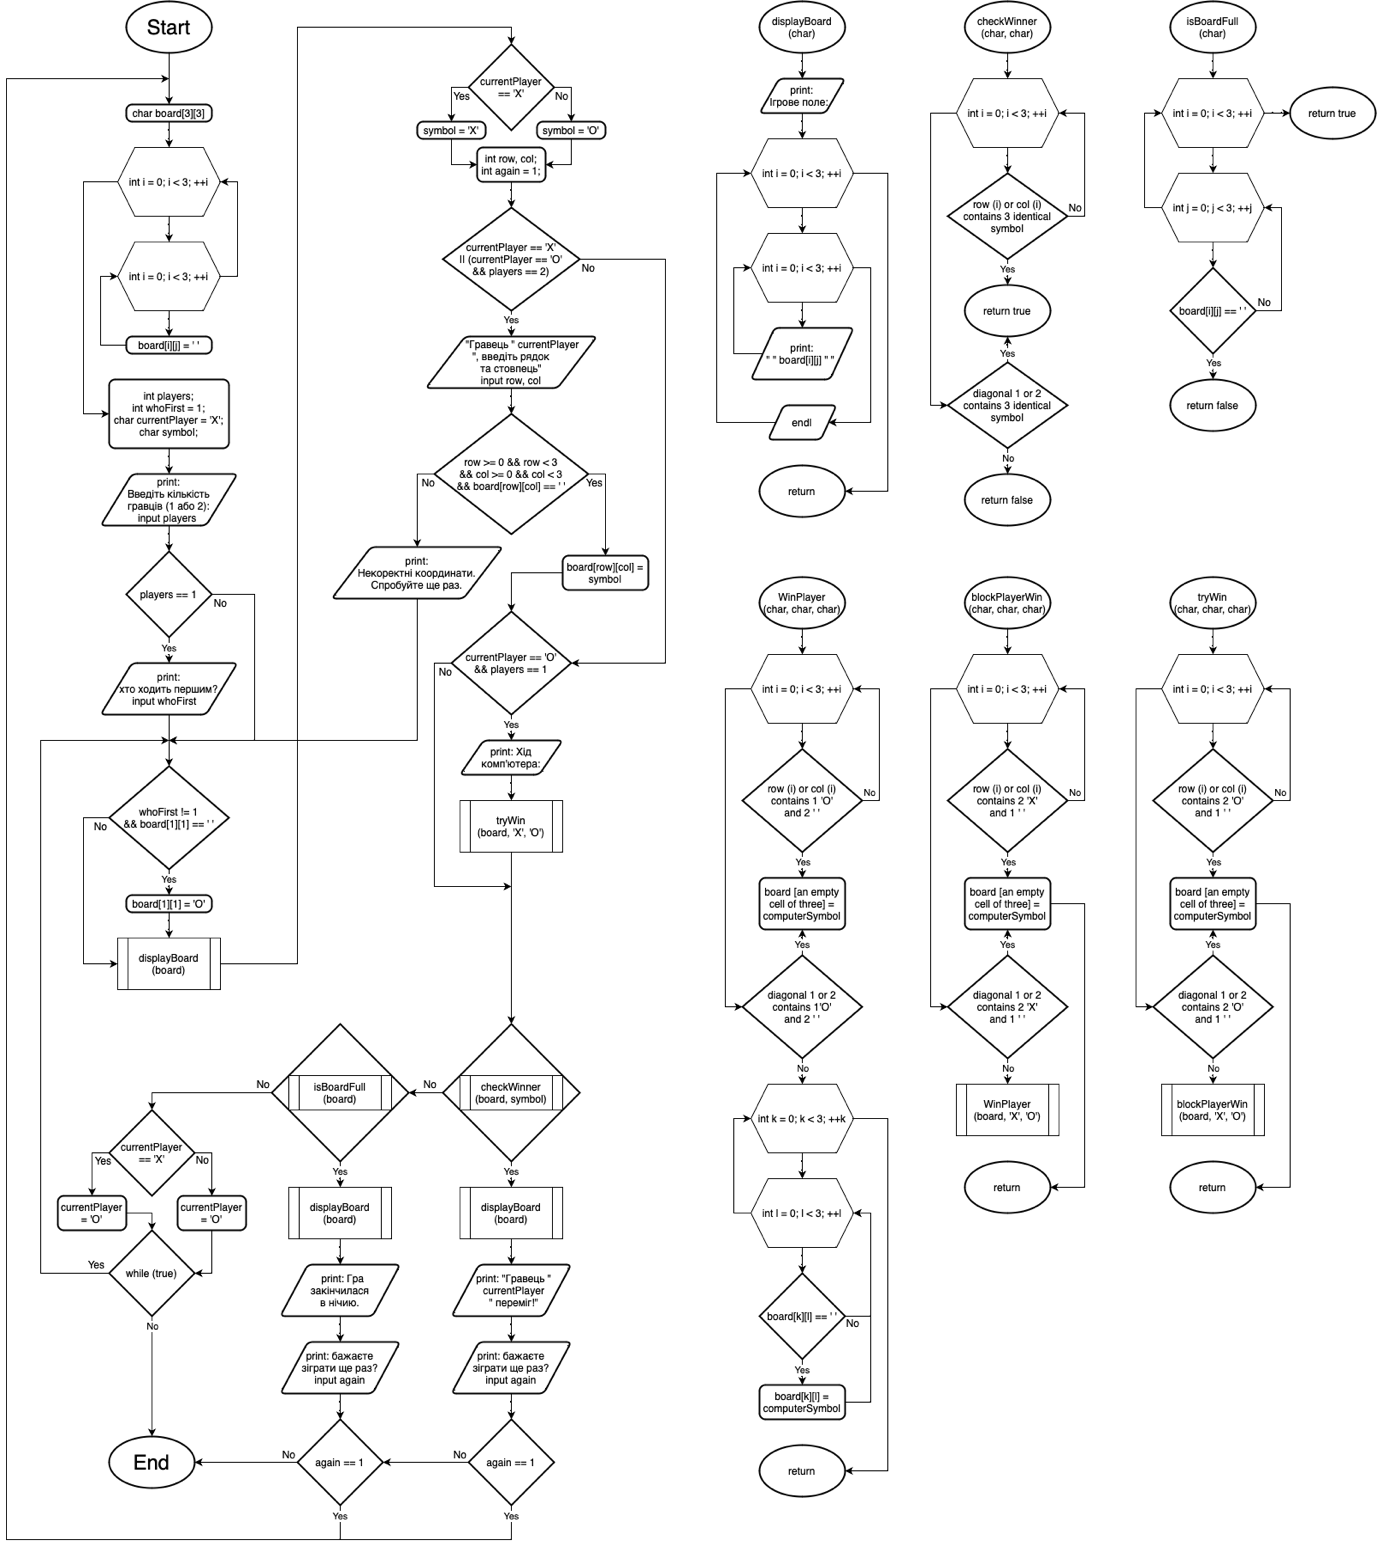 Start
char board[3][3]
int i = 0; i < 3; ++i
int i = 0; i < 3; ++i
board[i][j] = ' '
int players;
int whoFirst = 1;
char currentPlayer = 'X';
char symbol;
print:
Введіть кількість
гравців (1 або 2):
input players
players == 1
No
Yes
print:
хто ходить першим?
input whoFirst
whoFirst != 1
&& board[1][1] == ' '
No
Yes
board[1][1] = 'O'
displayBoard
(board)
currentPlayer
== 'X'
Yes
No
symbol = 'X'
symbol = 'O'
int row, col;
int again = 1;
currentPlayer == 'X'
|| (currentPlayer == 'O'
&& players == 2)
No
Yes
"Гравець " currentPlayer
", введіть рядок
та стовпець"
input row, col
row >= 0 && row < 3
&& col >= 0 && col < 3
&& board[row][col] == ' '
No
Yes
print:
Некоректні координати.
Спробуйте ще раз.
board[row][col] =
symbol
currentPlayer == 'O'
&& players == 1
No
Yes
print: Хід
комп'ютера:
tryWin
(board, 'X', 'O')
checkWinner
(board, symbol)
No
Yes
isBoardFull
(board)
No
Yes
currentPlayer
== 'X'
Yes
No
currentPlayer
= 'O'
currentPlayer
= 'O'
while (true)
Yes
No
displayBoard
(board)
print: Гра
закінчилася
в нічию.
print: бажаєте
зіграти ще раз?
input again
again == 1
No
Yes
displayBoard
(board)
print: "Гравець "
currentPlayer
" переміг!"
print: бажаєте
зіграти ще раз?
input again
again == 1
No
Yes
End
displayBoard
(char)
print:
Ігрове поле:
int i = 0; i < 3; ++i
int i = 0; i < 3; ++i
print:
" " board[i][j] " "
endl
return
checkWinner
(char, char)
int i = 0; i < 3; ++i
row (i) or col (i)
contains 3 identical
symbol
No
Yes
return true
Yes
diagonal 1 or 2
contains 3 identical
symbol
No
return false
isBoardFull
(char)
int i = 0; i < 3; ++i
return true
int j = 0; j < 3; ++j
board[i][j] == ' '
No
Yes
return false
WinPlayer
(char, char, char)
int i = 0; i < 3; ++i
row (i) or col (i)
contains 1 'O'
and 2 ' '
No
Yes
board [an empty
cell of three] =
computerSymbol
Yes
diagonal 1 or 2
contains 1'O'
and 2 ' '
No
int k = 0; k < 3; ++k
int l = 0; l < 3; ++l
board[k][l] == ' '
No
Yes
board[k][l] =
computerSymbol
return
blockPlayerWin
(char, char, char)
int i = 0; i < 3; ++i
row (i) or col (i)
contains 2 'X'
and 1 ' '
No
Yes
board [an empty
cell of three] =
computerSymbol
Yes
diagonal 1 or 2
contains 2 'X'
and 1 ' '
No
WinPlayer
(board, 'X', 'O')
return
tryWin
(char, char, char)
int i = 0; i < 3; ++i
row (i) or col (i)
contains 2 'O'
and 1 ' '
No
Yes
board [an empty
cell of three] =
computerSymbol
Yes
diagonal 1 or 2
contains 2 'O'
and 1 ' '
No
blockPlayerWin
(board, 'X', 'O')
return